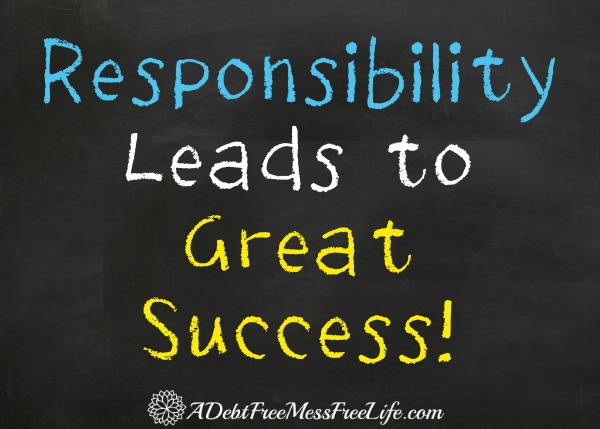 Responsibility
Leads to
Great
Success!
ADebtFreeMessFreeLife.com